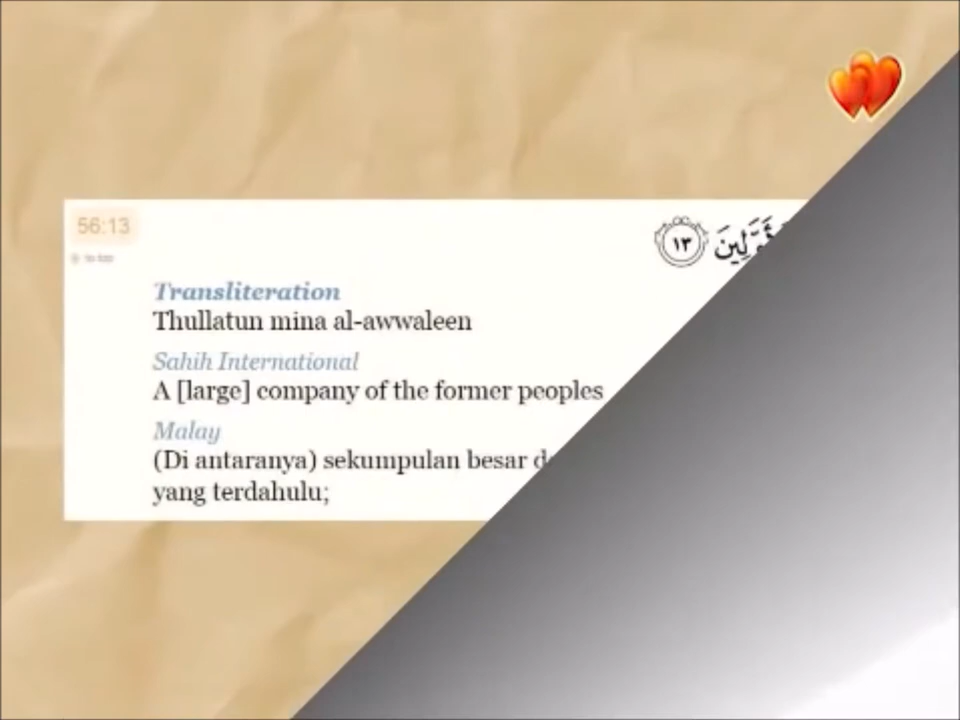 56:13
۝١٣
Transliteration
Thullatun mina al-awwaleen
Sahih International
A [large] company of the former peoples
Malay
(Di antaranya) sekumpulan besar
yang terdahulu;